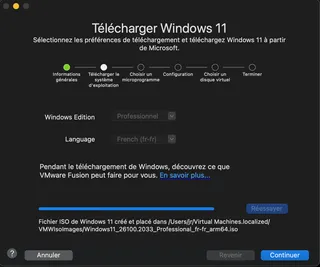 Télécharger Windows 11
Sélectionnez les préférences de téléchargement et téléchargez Windows 11 à partir
de Microsoft.
Informations
générales
Télécharger le
système
d'exploitation
Choisir un
microprogramme
Configuration
Choisir un
disque virtuel
Terminer
Windows Edition
Professionnel
Language
French (fr-fr)
Pendant le téléchargement de Windows, découvrez ce que
VMware Fusion peut faire pour vous. En savoir plus...
Réessayer
Fichier ISO de Windows 11 créé et placé dans /Users/jr/Virtual Machines.localized/
VMWIsoImages/Windows11_26100.2033_Professional_fr-fr_arm64.iso
?
Annuler
Revenir
Continuer